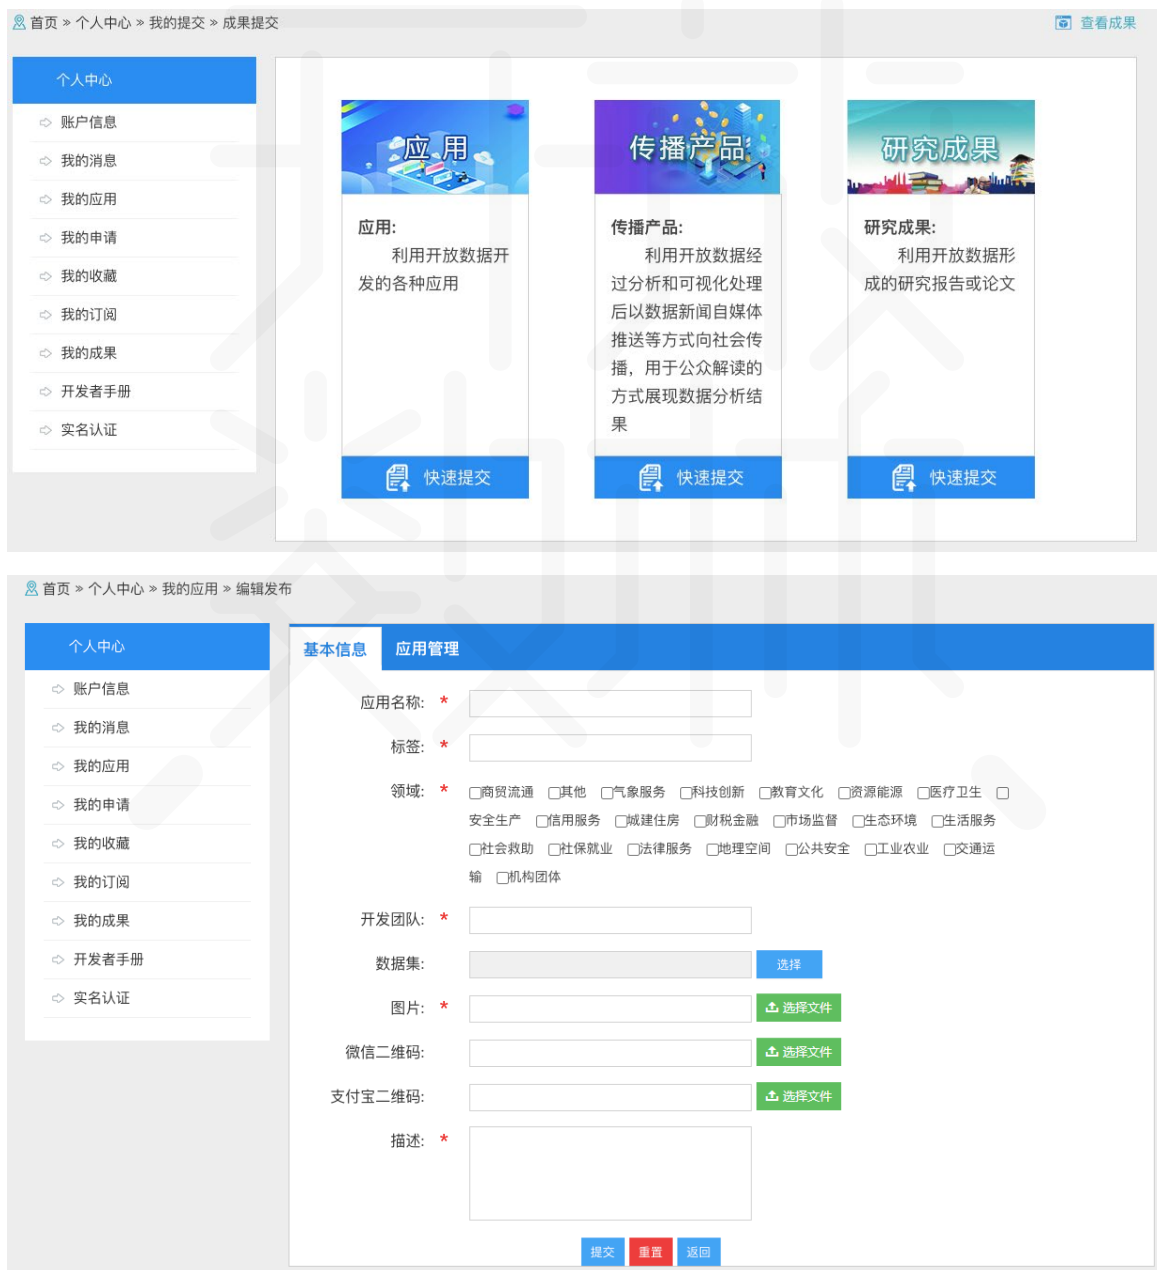 首页 » 个人中心 » 我的提交 » 成果提交
查看成果
个人中心
账户信息
我的消息
我的应用
我的申请
我的收藏
我的订阅
我的成果
开发者手册
实名认证
应用
应用:
利用开放数据开
发的各种应用
快速提交
传播产品
传播产品:
利用开放数据经
过分析和可视化处理
后以数据新闻自媒体
推送等方式向社会传
播，用于公众解读的
方式展现数据分析结
果
快速提交
研究成果
研究成果:
利用开放数据形
成的研究报告或论文
快速提交
首页 » 个人中心 » 我的应用 » 编辑发布
个人中心
账户信息
我的消息
我的应用
我的申请
我的收藏
我的订阅
我的成果
开发者手册
实名认证
基本信息 应用管理
应用名称: *
标签: *
领域: * 商贸流通 其他 气象服务 科技创新 教育文化 资源能源 医疗卫生
安全生产 信用服务 城建住房 财税金融 市场监督 生态环境 生活服务
社会救助 社保就业 法律服务 地理空间 公共安全 工业农业 交通运
输 机构团体
开发团队: *
数据集: 选择
图片: * 选择文件
微信二维码: 选择文件
支付宝二维码: 选择文件
描述: *
提交 重置 返回